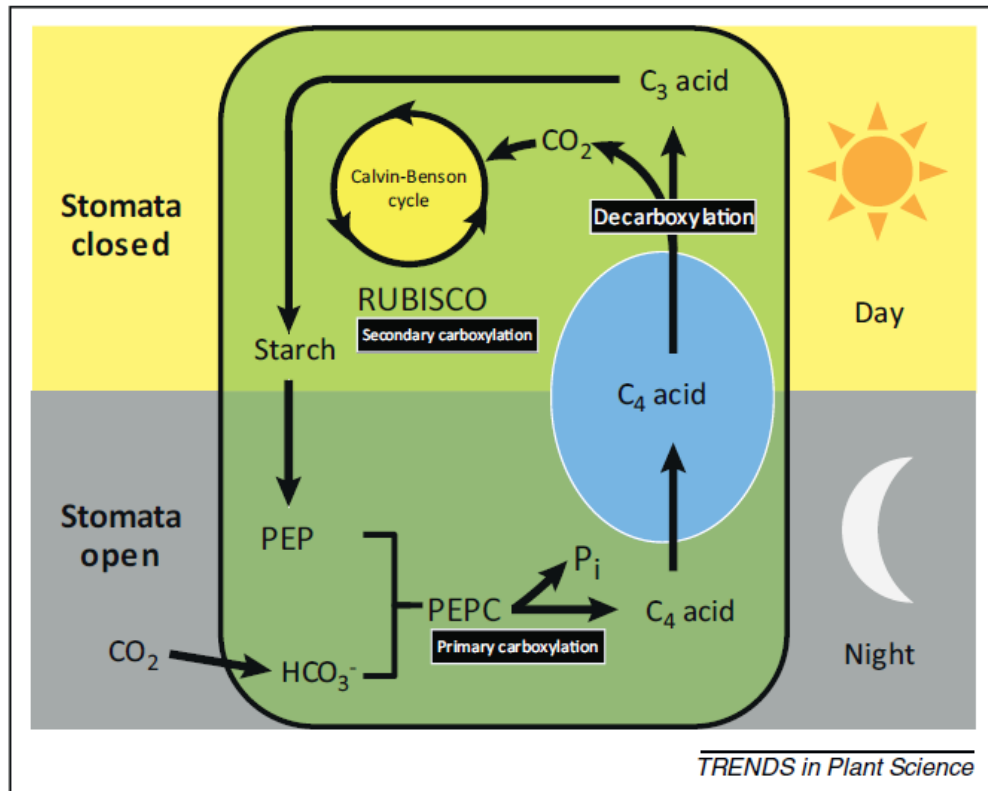 C₃ acid
CO₂
Calvin-Benson
cycle
Decarboxylation
Stomata
closed
RUBISCO
Secondary carboxylation
Day
Starch
C₄ acid
Stomata
open
PEP
Pᵢ
PEPC
C₄ acid
Primary carboxylation
CO₂
HCO₃⁻
Night
TRENDS in Plant Science